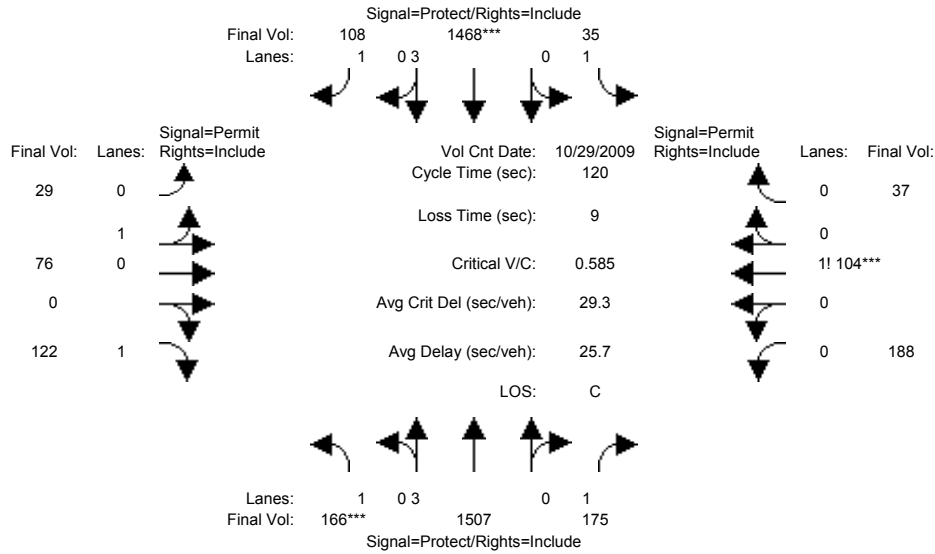 Signal=Protect/Rights=Include
Final Vol: 108 1468*** 35
Lanes: 1 0 3 0 1
Signal=Permit Signal=Permit
Final Vol: Lanes: Rights=Include Vol Cnt Date: 10/29/2009 Rights=Include Lanes: Final Vol:
Cycle Time (sec): 120
29 0 0 37
Loss Time (sec): 9
1 0
76 0 Critical V/C: 0.585 1! 104***
0 Avg Crit Del (sec/veh): 29.3 0
122 1 Avg Delay (sec/veh): 25.7 0 188
LOS: C
Lanes: 1 0 3 0 1
Final Vol: 166*** 1507 175
Signal=Protect/Rights=Include